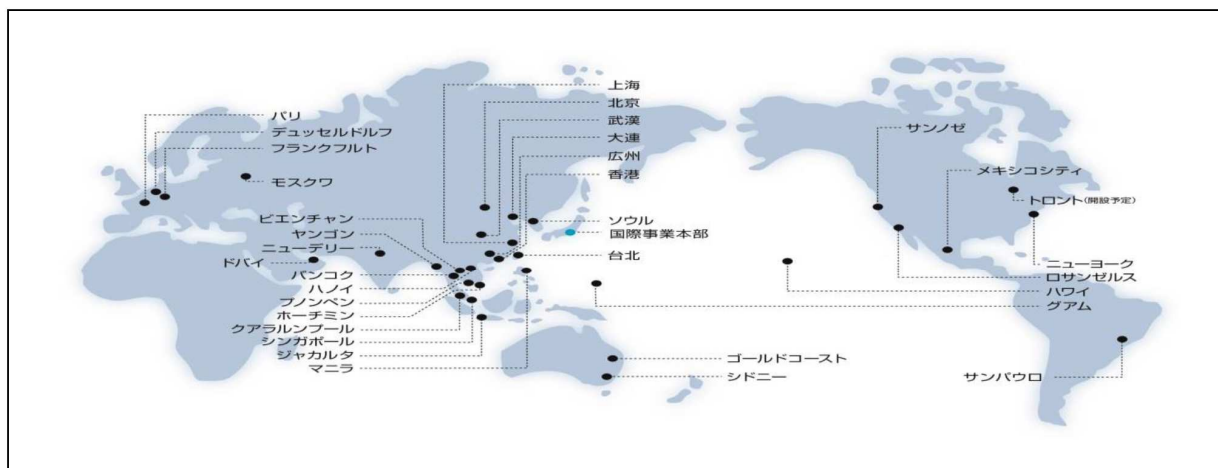 パリ
デュッセルドルフ
フランクフルト
モスクワ
ビエンチャン
ヤンゴン
ニューデリー
ドバイ
バンコク
ハノイ
プノンペン
ホーチミン
クアラルンプール
シンガポール
ジャカルタ
マニラ
上海
北京
武漢
大連
広州
香港
ソウル
国際事業本部
台北
ゴールドコースト
シドニー
サンノゼ
メキシコシティ
トロント(開設予定)
ニューヨーク
ロサンゼルス
ハワイ
グアム
サンパウロ